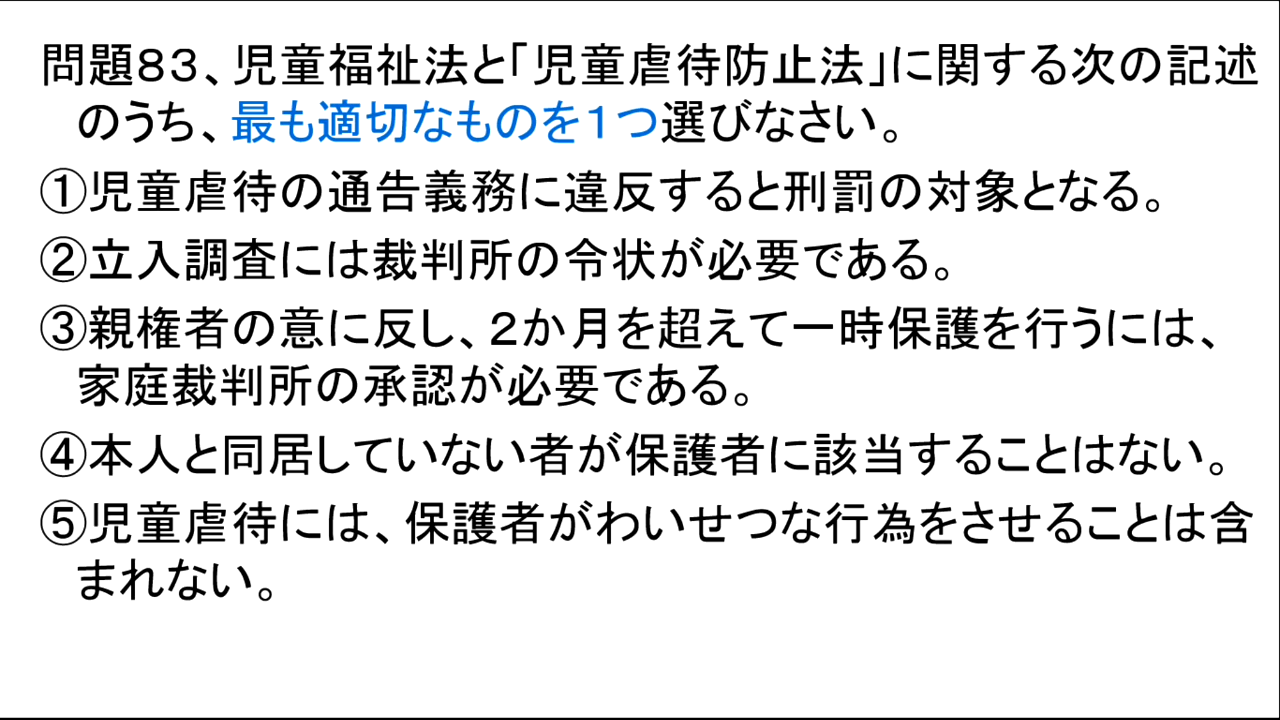 問題８３、児童福祉法と｢児童虐待防止法｣に関する次の記述
のうち、最も適切なものを１つ選びなさい。
①児童虐待の通告義務に違反すると刑罰の対象となる。
②立入調査には裁判所の令状が必要である。
③親権者の意に反し、２か月を超えて一時保護を行うには、
家庭裁判所の承認が必要である。
④本人と同居していない者が保護者に該当することはない。
⑤児童虐待には、保護者がわいせつな行為をさせることは含
まれない。